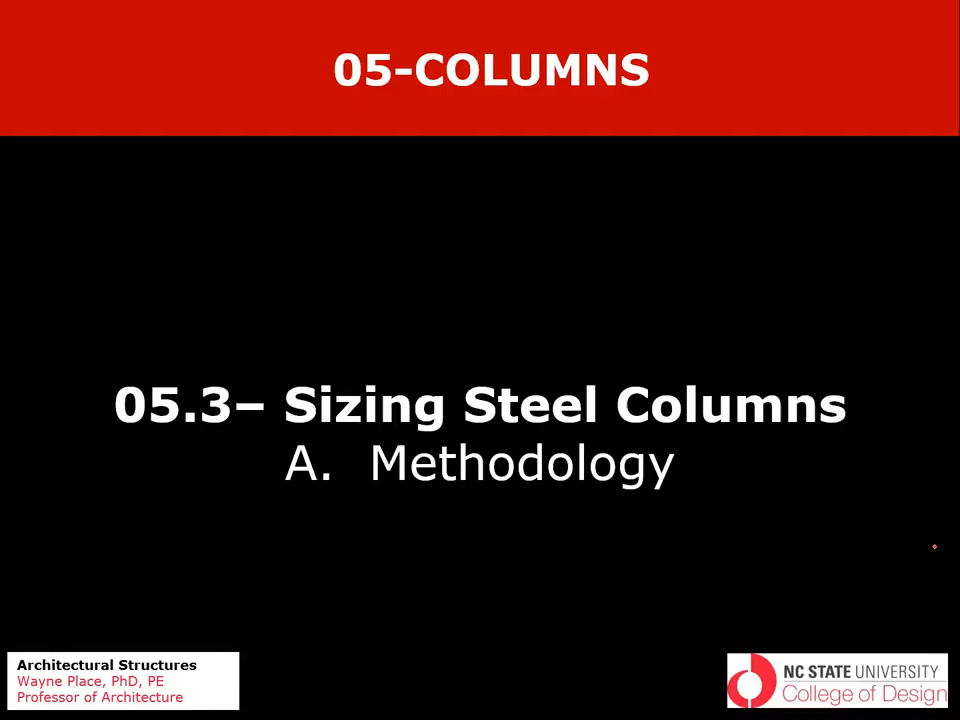 05-COLUMNS
05.3– Sizing Steel Columns
A. Methodology
Architectural Structures
Wayne Place, PhD, PE
Professor of Architecture
NC STATE UNIVERSITY
College of Design